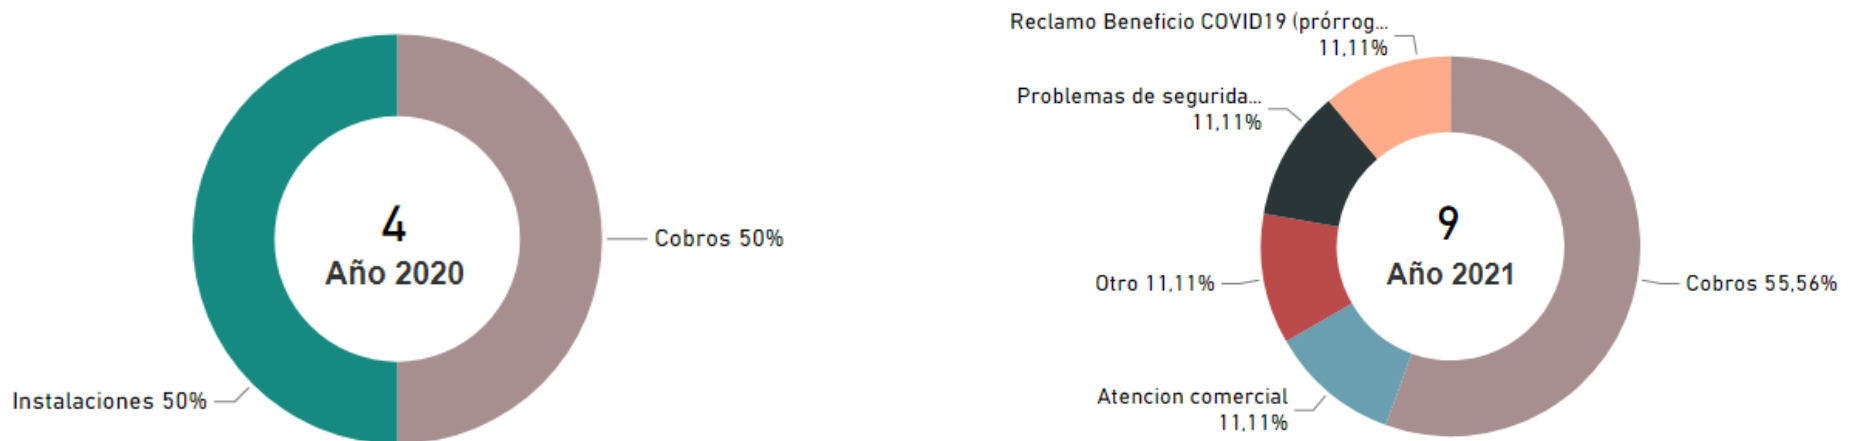 4
Año 2020
Cobros 50%
Instalaciones 50%
Reclamo Beneficio COVID19 (prórrog...
11,11%
Problemas de segurida...
11,11%
Otro 11,11%
Atencion comercial
11,11%
9
Año 2021
Cobros 55,56%